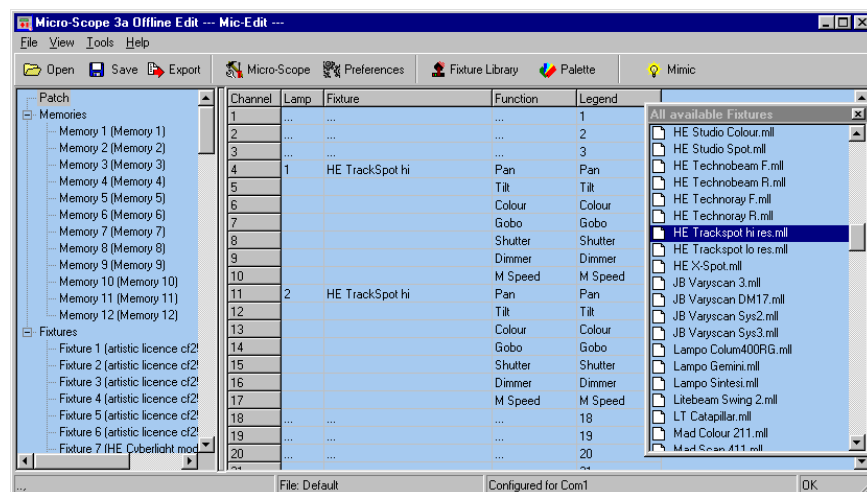 Micro-Scope 3a Offline Edit --- Mic-Edit ---
File View Tools Help
Open Save Export Micro-Scope Preferences Fixture Library Palette Mimic
Patch
Memories
Memory 1 (Memory 1)
Memory 2 (Memory 2)
Memory 3 (Memory 3)
Memory 4 (Memory 4)
Memory 5 (Memory 5)
Memory 6 (Memory 6)
Memory 7 (Memory 7)
Memory 8 (Memory 8)
Memory 9 (Memory 9)
Memory 10 (Memory 10)
Memory 11 (Memory 11)
Memory 12 (Memory 12)
Fixtures
Fixture 1 (artistic licence cf2
Fixture 2 (artistic licence cf2
Fixture 3 (artistic licence cf2
Fixture 4 (artistic licence cf2
Fixture 5 (artistic licence cf2
Fixture 6 (artistic licence cf2
Fixture 7 (HE Cyberlight mod
Channel Lamp Fixture Function Legend
1 ... ... ... 1
2 ... ... ... 2
3 ... ... ... 3
4 1 HE TrackSpot hi Pan Pan
5 Tilt Tilt
6 Colour Colour
7 Gobo Gobo
8 Shutter Shutter
9 Dimmer Dimmer
10 M Speed M Speed
11 2 HE TrackSpot hi Pan Pan
12 Tilt Tilt
13 Colour Colour
14 Gobo Gobo
15 Shutter Shutter
16 Dimmer Dimmer
17 M Speed M Speed
18 ... ... ... 18
19 ... ... ... 19
20 ... ... ... 20
21 21
All available Fixtures
HE Studio Colour.mll
HE Studio Spot.mll
HE Technobeam F.mll
HE Technobeam R.mll
HE Technoray F.mll
HE Technoray R.mll
HE Trackspot hi res.mll
HE Trackspot lo res.mll
HE X-Spot.mll
JB Varyscan 3.mll
JB Varyscan DM17.mll
JB Varyscan Sys2.mll
JB Varyscan Sys3.mll
Lampo Colum400RG.mll
Lampo Gemini.mll
Lampo Sintesi.mll
Litebeam Swing 2.mll
LT Catapillar.mll
Mad Colour 211.mll
Mad Scan 411.mll
..., File: Default Configured for Com1 OK